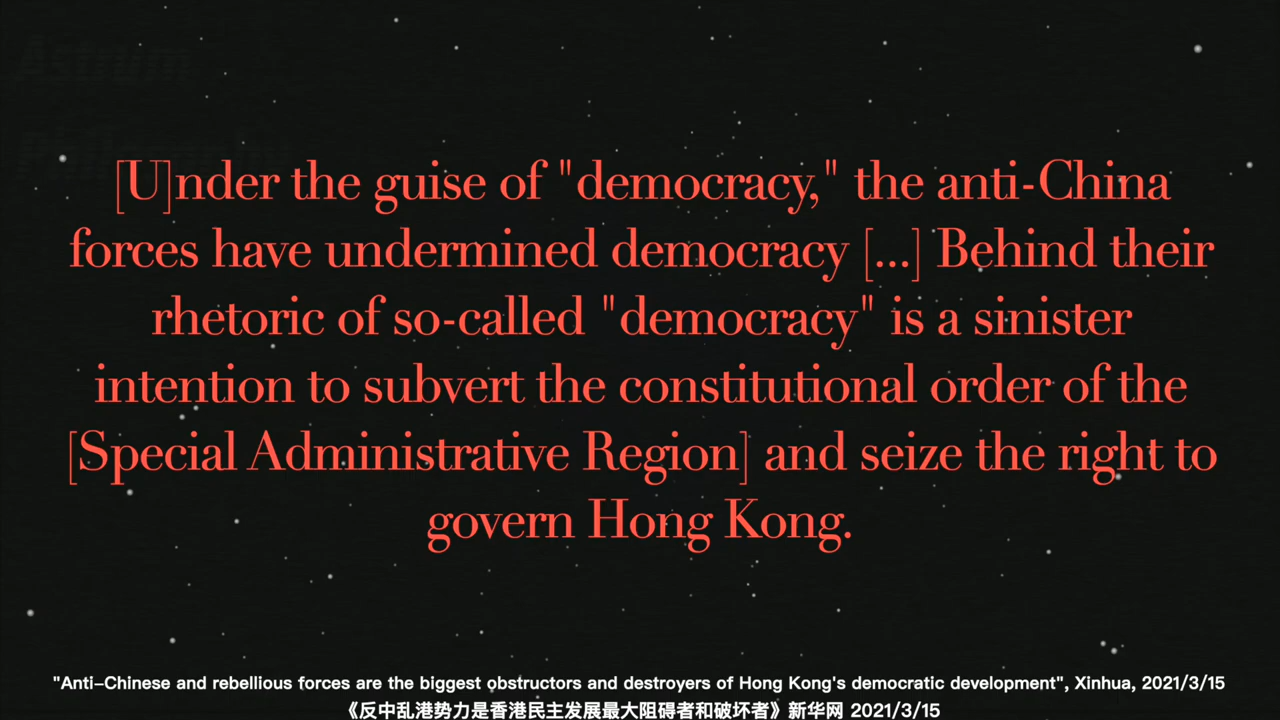 [U]nder the guise of "democracy," the anti-China
forces have undermined democracy [...] Behind their
rhetoric of so-called "democracy" is a sinister
intention to subvert the constitutional order of the
[Special Administrative Region] and seize the right to
govern Hong Kong.
"Anti-Chinese and rebellious forces are the biggest obstructors and destroyers of Hong Kong's democratic development", Xinhua, 2021/3/15
《反中乱港势力是香港民主发展最大阻碍者和破坏者》新华网 2021/3/15